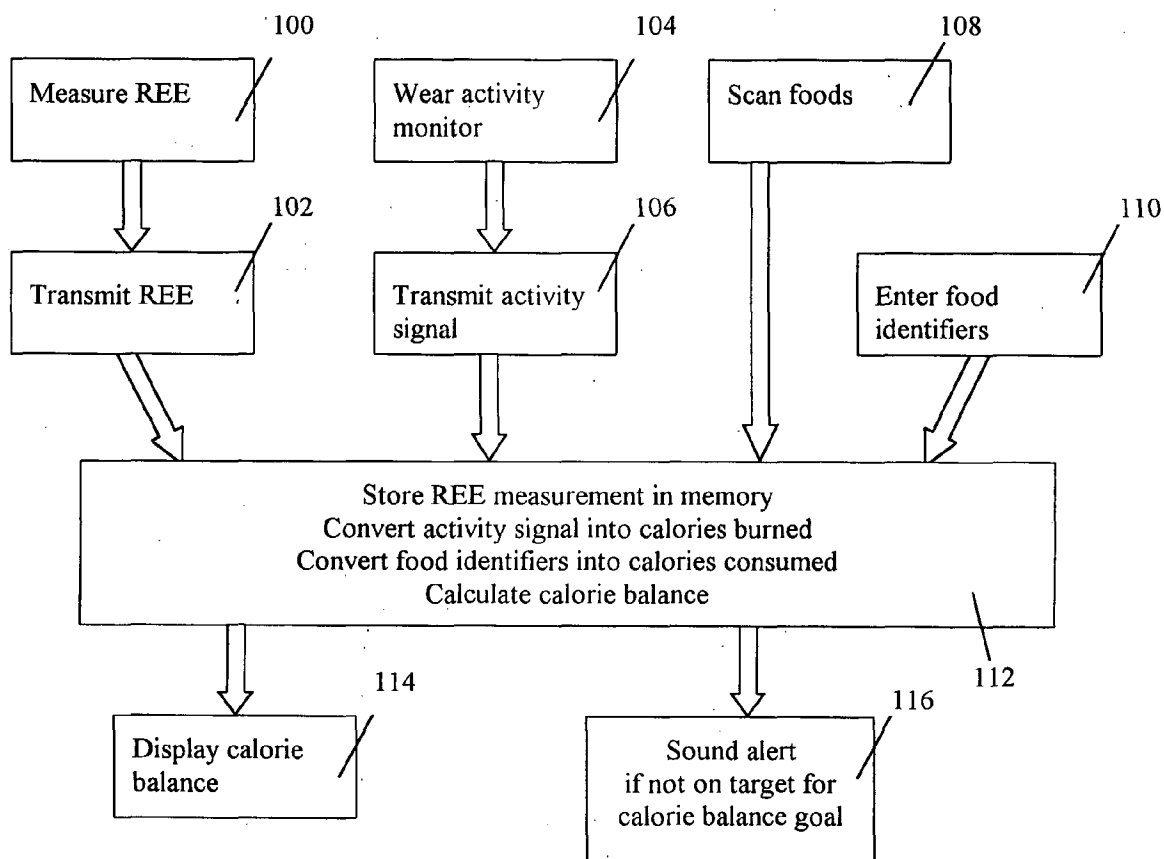 100
104
108
Measure REE
Wear activity
monitor
Scan foods
102
106
110
Transmit REE
Transmit activity
signal
Enter food
identifiers
Store REE measurement in memory
Convert activity signal into calories burned
Convert food identifiers into calories consumed
Calculate calorie balance
112
114
116
Display calorie
balance
Sound alert
if not on target for
calorie balance goal